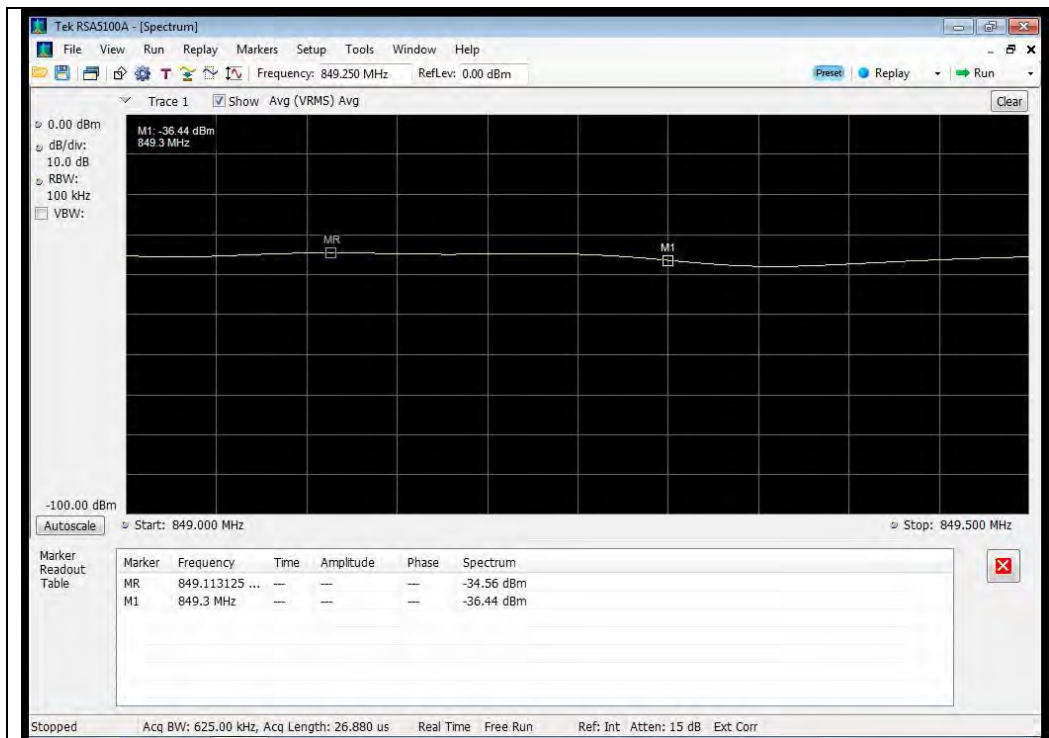 Tek RSA5100A - [Spectrum]
File View Run Replay Markers Setup Tools Window Help
Frequency: 849.250 MHz RefLev: 0.00 dBm Preset Replay Run
Trace 1 Show Avg (VRMS) Avg Clear
0.00 dBm
dB/div:
10.0 dB
RBW:
100 kHz
VBW:
M1: -36.44 dBm
849.3 MHz
MR
M1
-100.00 dBm
Autoscale Start: 849.000 MHz Stop: 849.500 MHz
Marker
Readout
Table
Marker Frequency Time Amplitude Phase Spectrum
MR 849.113125 ... --- --- --- -34.56 dBm
M1 849.3 MHz --- --- --- -36.44 dBm
Stopped Acq BW: 625.00 kHz, Acq Length: 26.880 us Real Time Free Run Ref: Int Atten: 15 dB Ext Corr